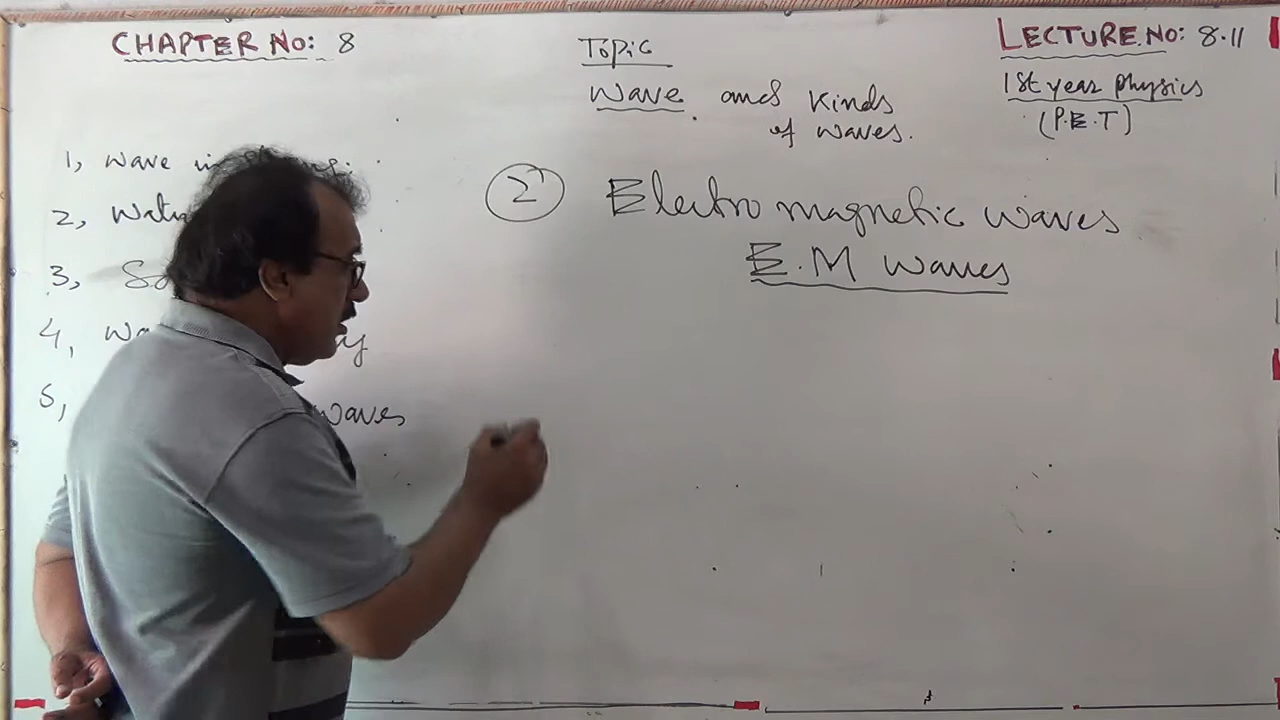 CHAPTER NO: 8
Topic
Wave and Kinds
of waves.
LECTURE.NO: 8.11
1st year physics
(P.E.T)
1, wave in
2,
3,
4,
5, waves
2
Electro magnetic waves
E.M waves